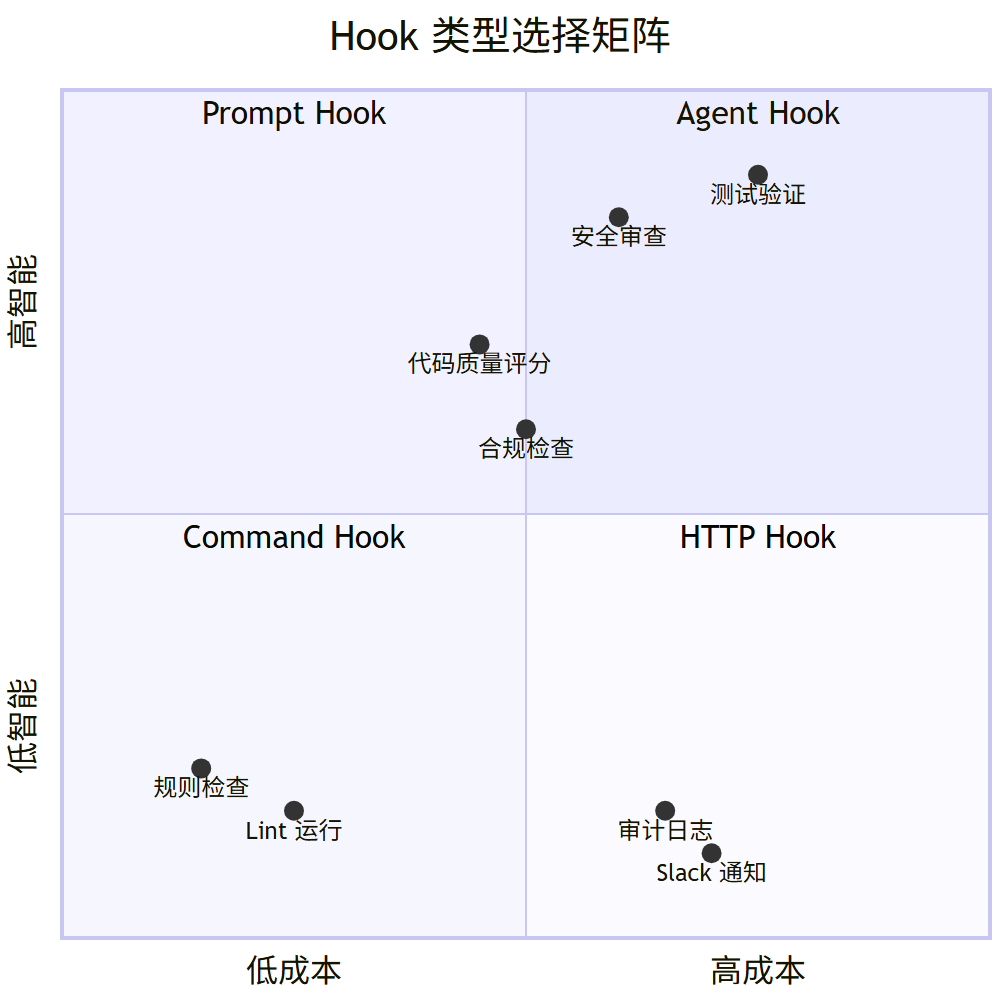 Hook 类型选择矩阵
Prompt Hook
Agent Hook
测试验证
安全审查
高智能
代码质量评分
合规检查
Command Hook
HTTP Hook
低智能
规则检查
Lint 运行
审计日志
Slack 通知
低成本
高成本